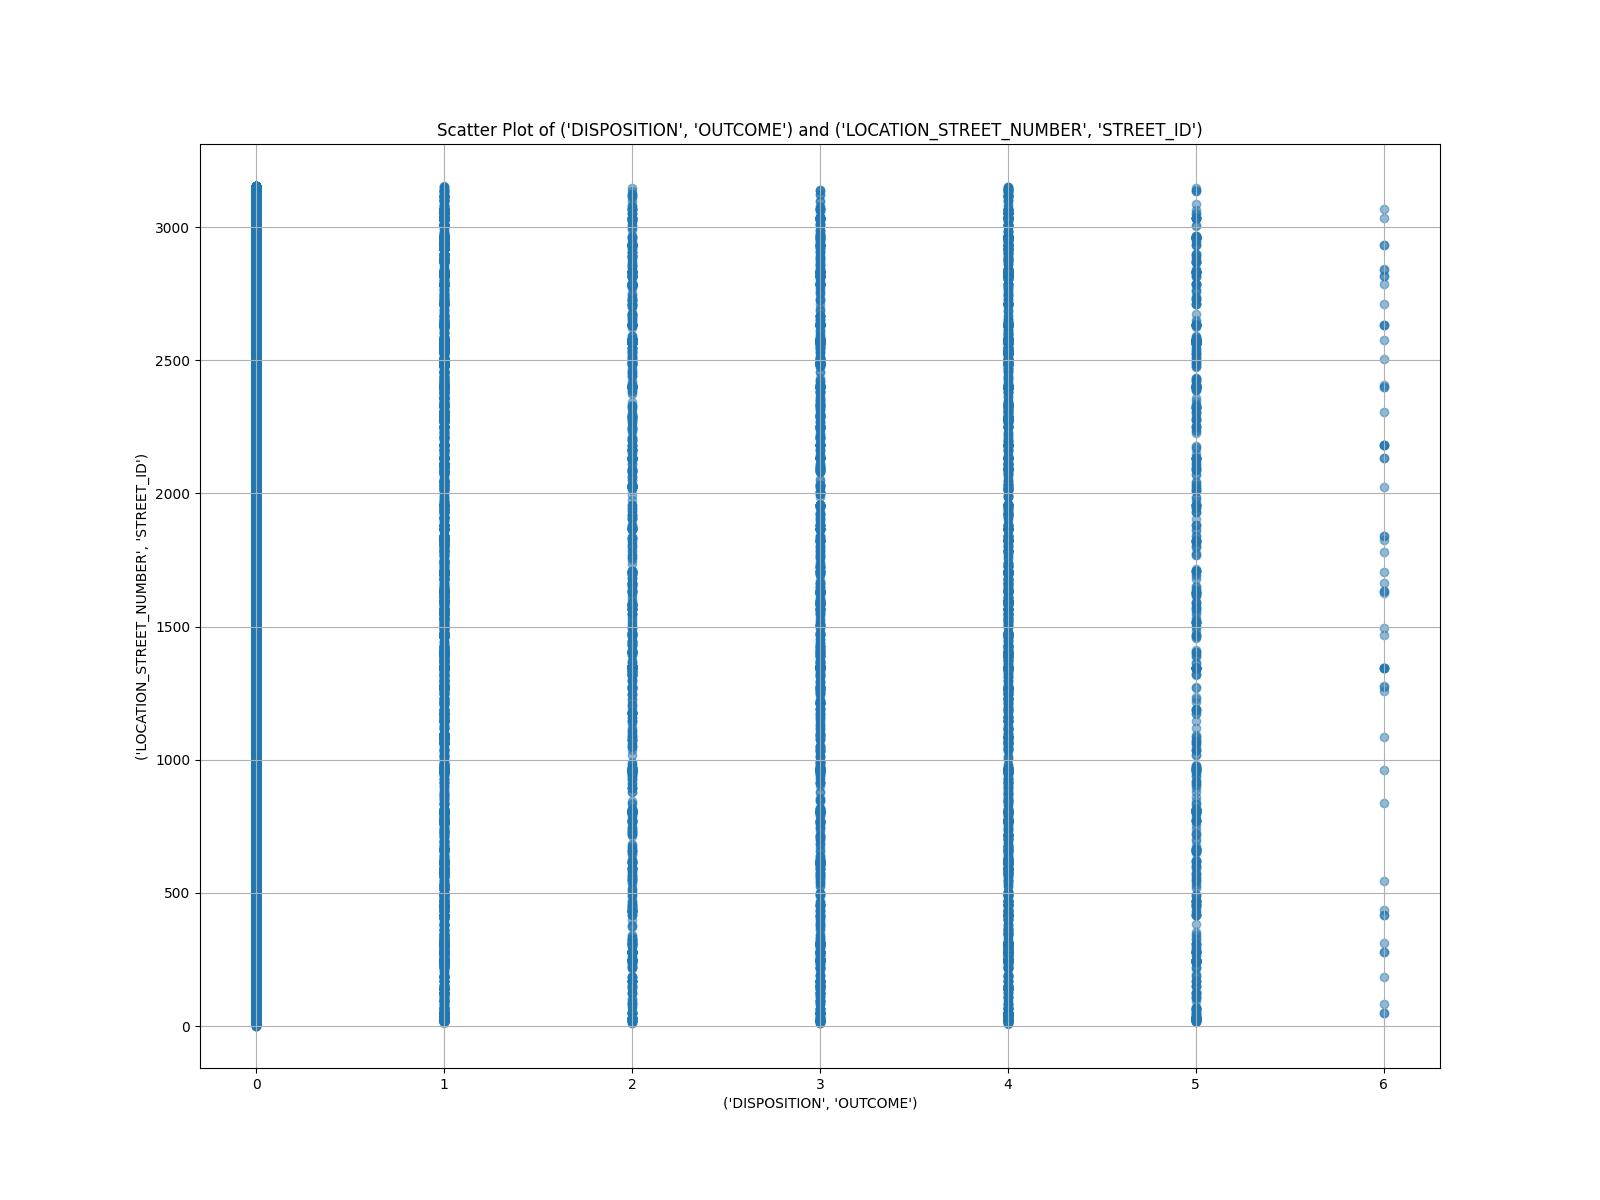 Scatter Plot of ('DISPOSITION', 'OUTCOME') and ('LOCATION_STREET_NUMBER', 'STREET_ID')
('LOCATION_STREET_NUMBER', 'STREET_ID')
3000
2500
2000
1500
1000
500
0
0 1 2 3 4 5 6
('DISPOSITION', 'OUTCOME')